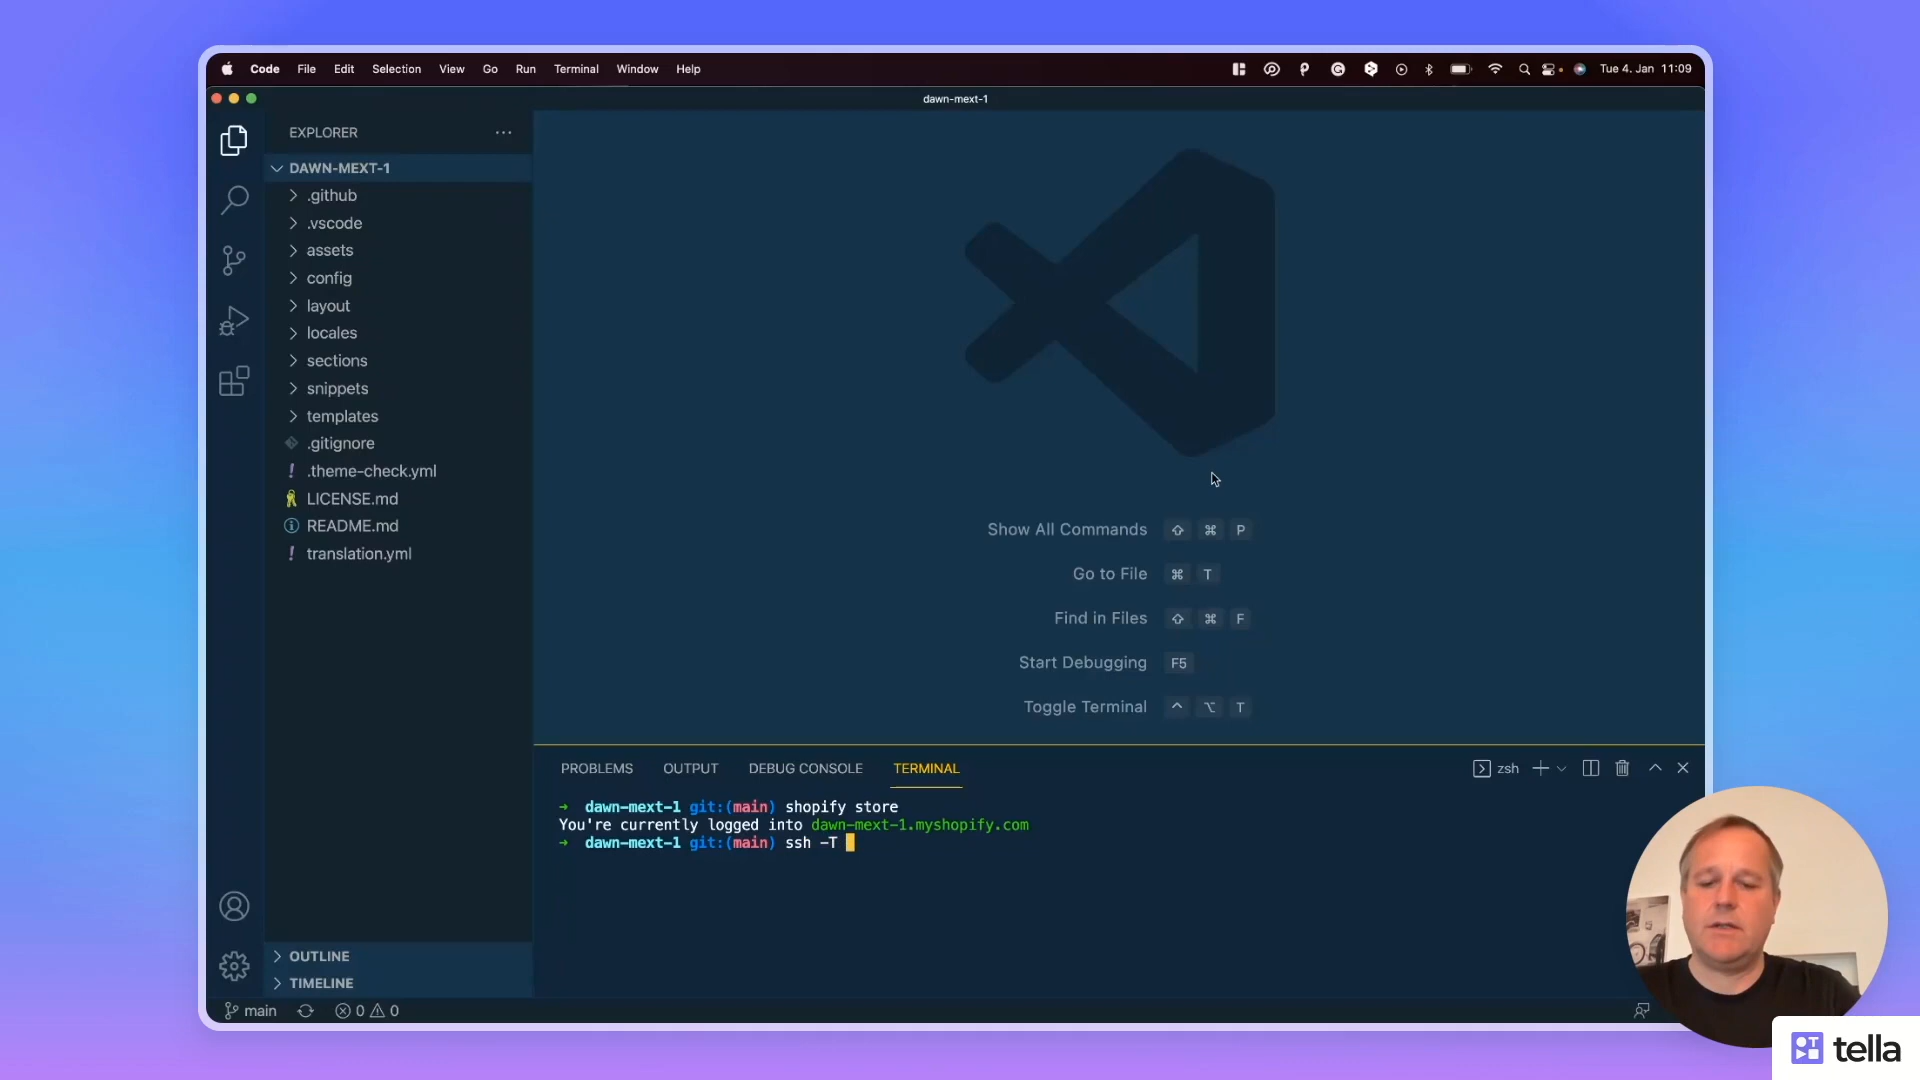 Code File Edit Selection View Go Run Terminal Window Help
Tue 4. Jan 11:09
dawn-mext-1
EXPLORER
DAWN-MEXT-1
.github
.vscode
assets
config
layout
locales
sections
snippets
templates
.gitignore
.theme-check.yml
LICENSE.md
README.md
translation.yml
OUTLINE
TIMELINE
Show All Commands ⇧ ⌘ P
Go to File ⌘ T
Find in Files ⇧ ⌘ F
Start Debugging F5
Toggle Terminal ^ ⌥ T
PROBLEMS OUTPUT DEBUG CONSOLE TERMINAL
zsh
→ dawn-mext-1 git:(main) shopify store
You're currently logged into dawn-mext-1.myshopify.com
→ dawn-mext-1 git:(main) ssh -T
main 0 0
tella